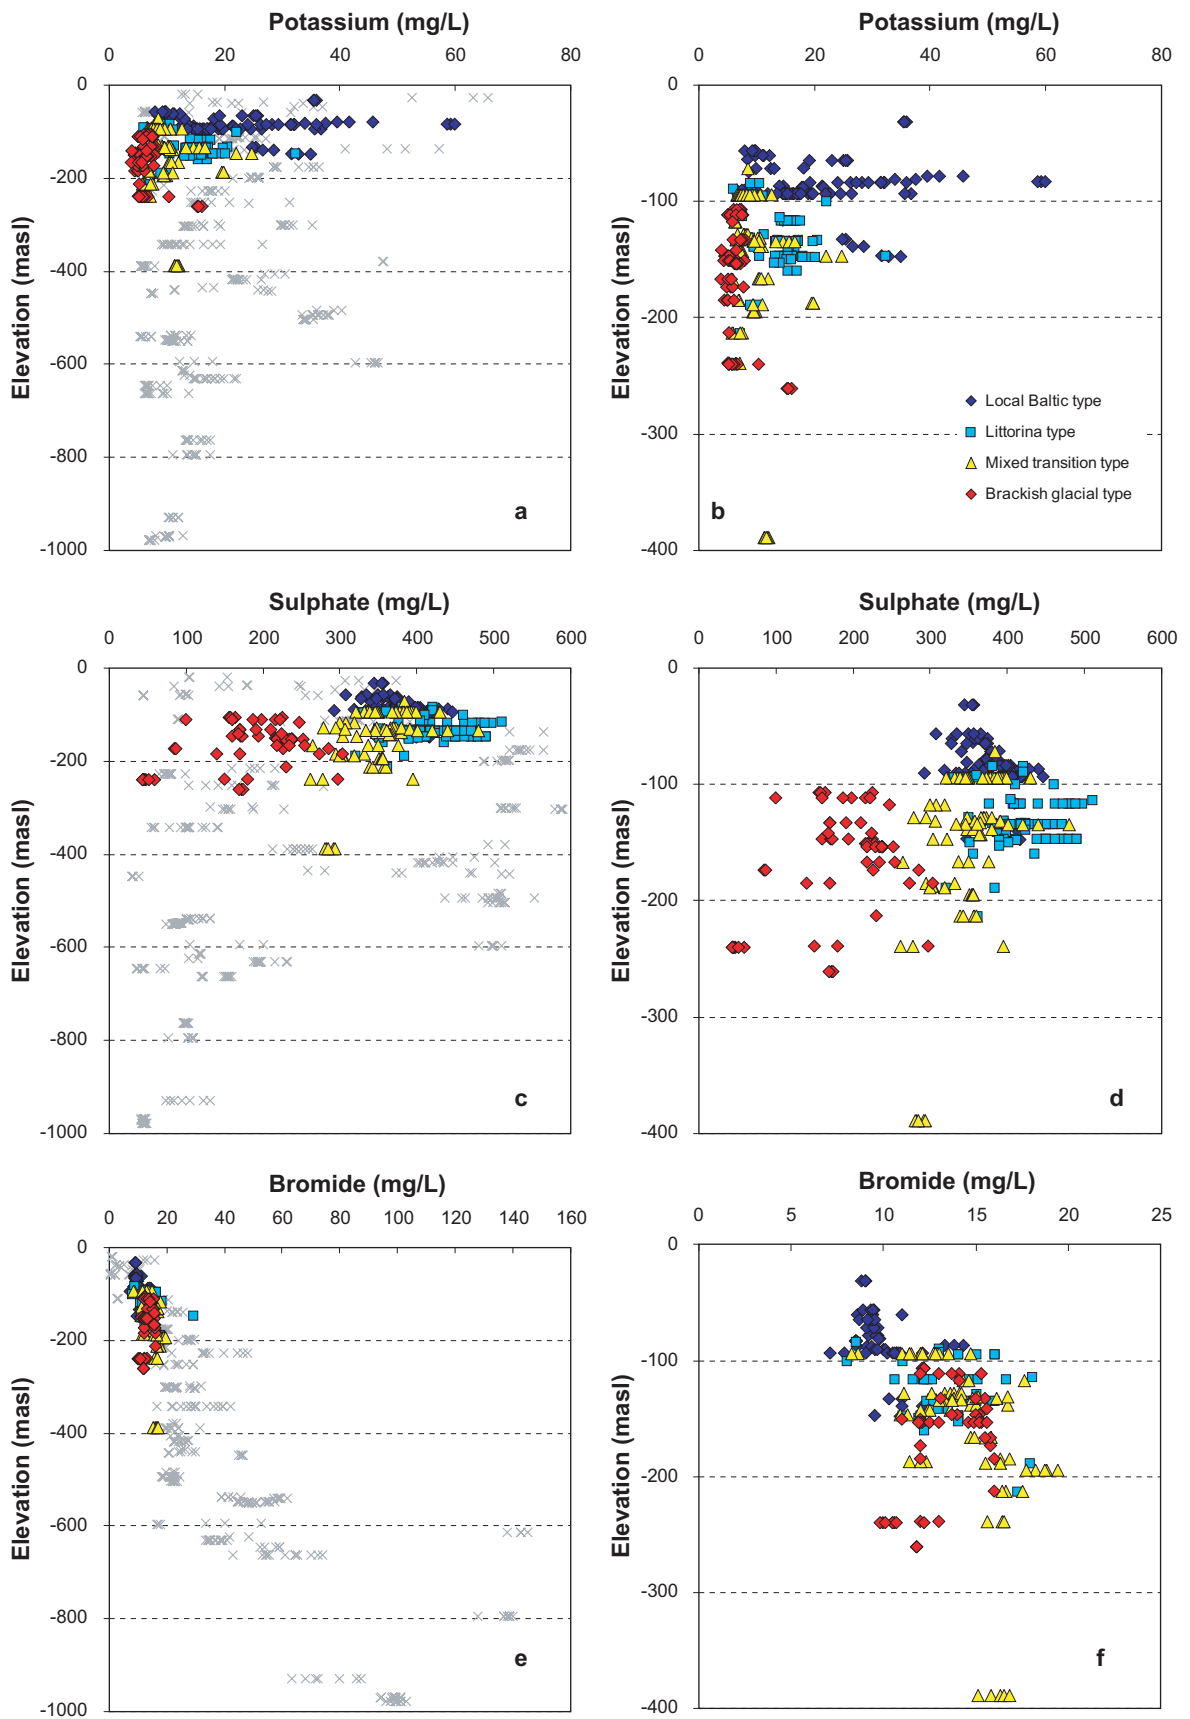 Potassium (mg/L)
0 20 40 60 80
0
-200
-400
-600
-800
-1000
Elevation (masl)
a
Potassium (mg/L)
0 20 40 60 80
0
-100
-200
-300
-400
Elevation (masl)
Local Baltic type
Littorina type
Mixed transition type
Brackish glacial type
b
Sulphate (mg/L)
0 100 200 300 400 500 600
0
-200
-400
-600
-800
-1000
Elevation (masl)
c
Sulphate (mg/L)
0 100 200 300 400 500 600
0
-100
-200
-300
-400
Elevation (masl)
d
Bromide (mg/L)
0 20 40 60 80 100 120 140 160
0
-200
-400
-600
-800
-1000
Elevation (masl)
e
Bromide (mg/L)
0 5 10 15 20 25
0
-100
-200
-300
-400
Elevation (masl)
f